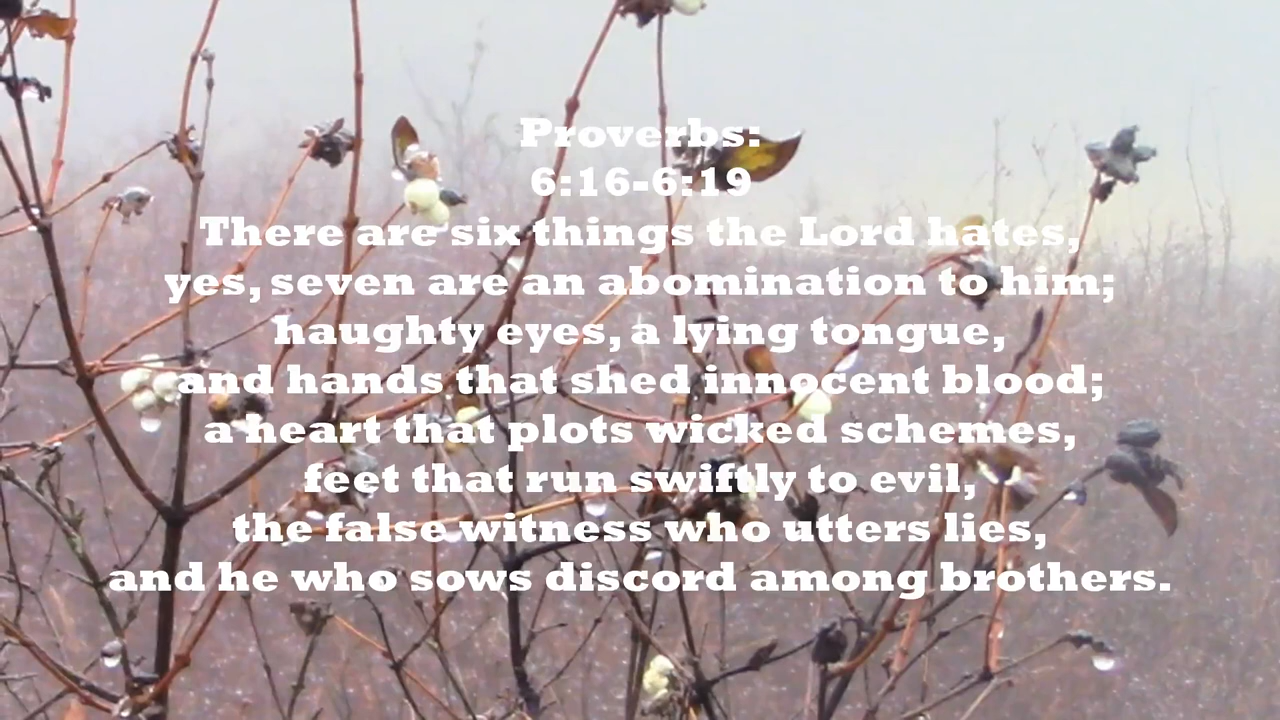 Proverbs:
6:16-6:19
There are six things the Lord hates,
yes, seven are an abomination to him;
haughty eyes, a lying tongue,
and hands that shed innocent blood;
a heart that plots wicked schemes,
feet that run swiftly to evil,
the false witness who utters lies,
and he who sows discord among brothers.